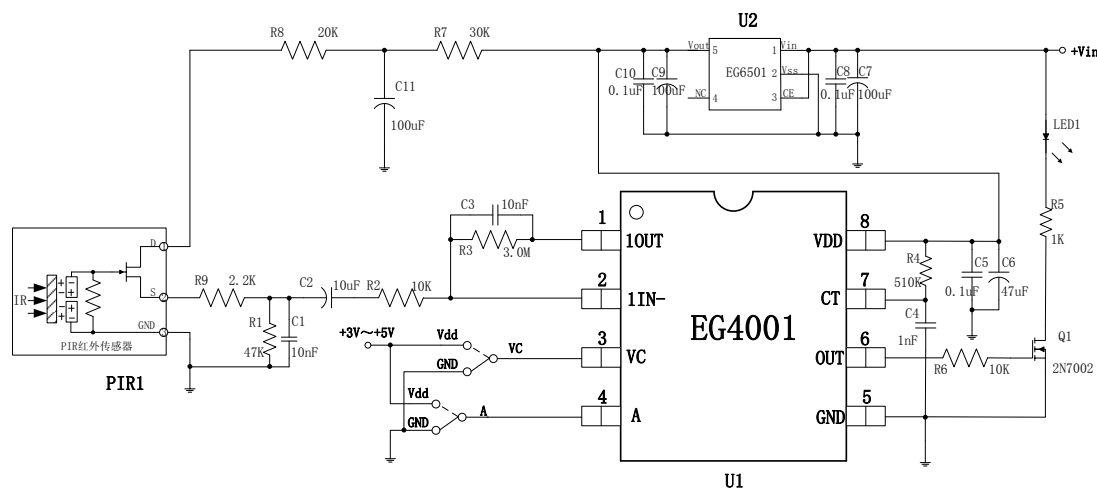 U2
R8 20K
R7 30K
Vout 5
1 Vin
+Vin
C10
C9
EG6501
2 Vss
C8
C7
0.1uF
100uF
NC 4
3 CE
0.1uF
100uF
C11
100uF
LED1
C3 10nF
R3
3.0M
1
1OUT
8
VDD
R5
1K
D
R4
510K
C5
C6
0.1uF
47uF
R9 2.2K
C2
10uF
R2
10K
2
1IN-
7
CT
IR
S
C4
1nF
EG4001
GND
R1
47K
C1
10nF
+3V～+5V
Vdd
VC
3
VC
6
OUT
Q1
GND
R6 10K
2N7002
PIR红外传感器
PIR1
Vdd
GND
A
4
A
5
GND
U1